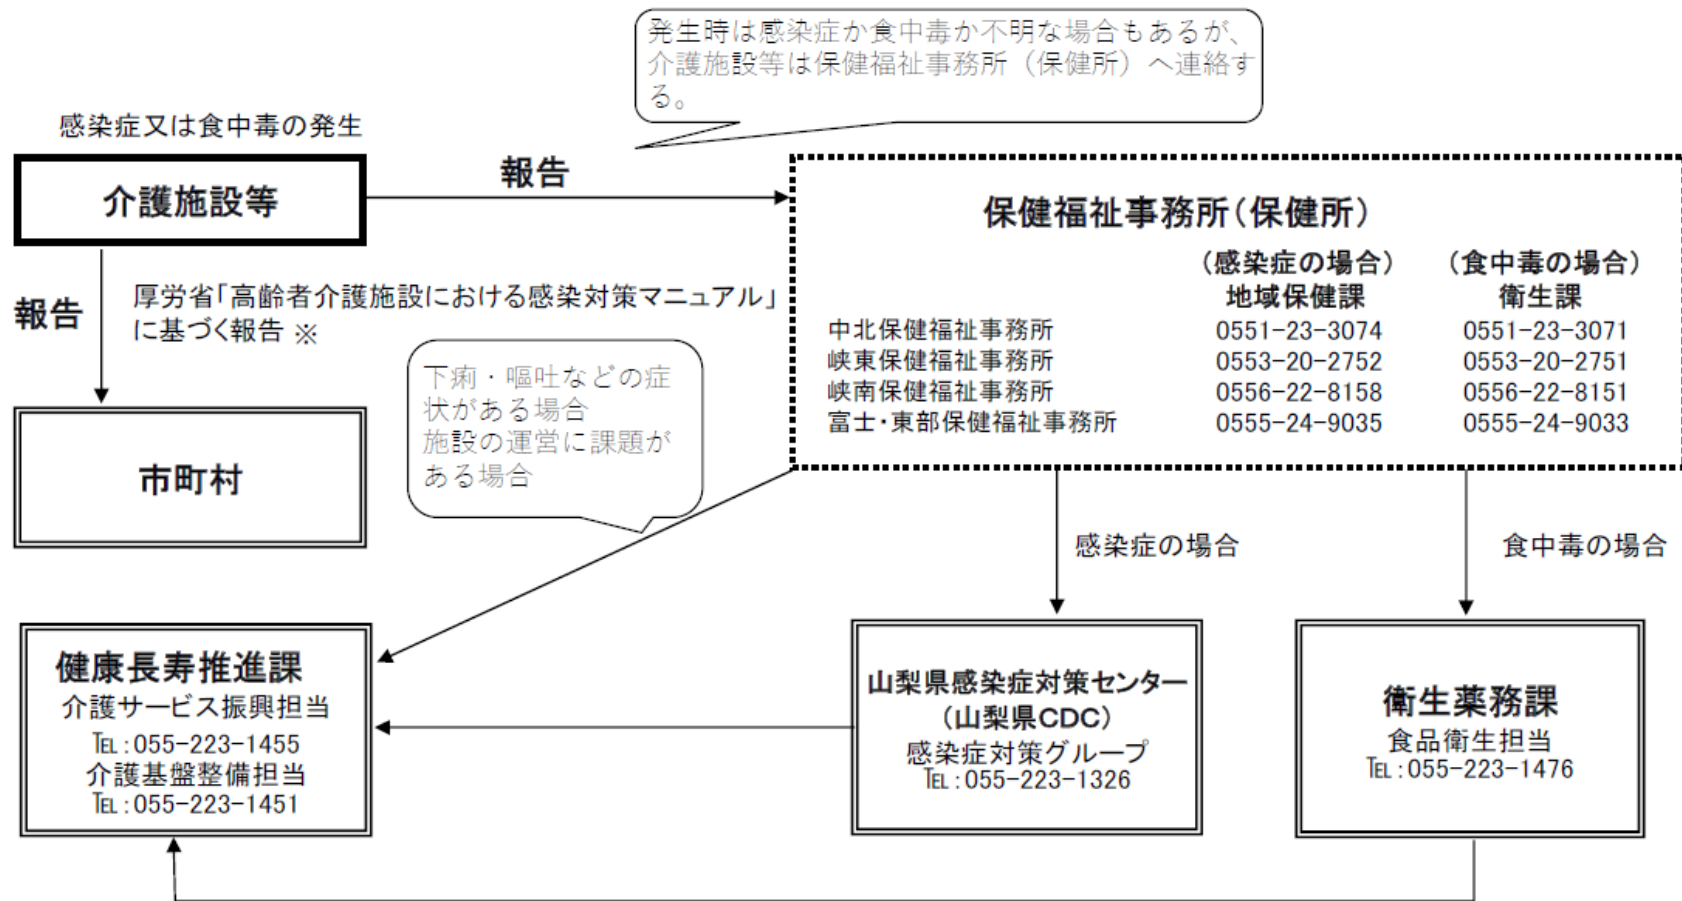 発生時は感染症か食中毒か不明な場合もあるが、
介護施設等は保健福祉事務所（保健所）へ連絡す
る。
感染症又は食中毒の発生
介護施設等
報告
保健福祉事務所（保健所）
（感染症の場合） （食中毒の場合）
地域保健課 衛生課
中北保健福祉事務所 0551-23-3074 0551-23-3071
峡東保健福祉事務所 0553-20-2752 0553-20-2751
峡南保健福祉事務所 0556-22-8158 0556-22-8151
富士・東部保健福祉事務所 0555-24-9035 0555-24-9033
報告
厚労省「高齢者介護施設における感染対策マニュアル」
に基づく報告 ※
下痢・嘔吐などの症
状がある場合
施設の運営に課題が
ある場合
市町村
感染症の場合
食中毒の場合
健康長寿推進課
介護サービス振興担当
℡：055-223-1455
介護基盤整備担当
℡：055-223-1451
山梨県感染症対策センター
（山梨県CDC）
感染症対策グループ
℡：055-223-1326
衛生薬務課
食品衛生担当
℡：055-223-1476